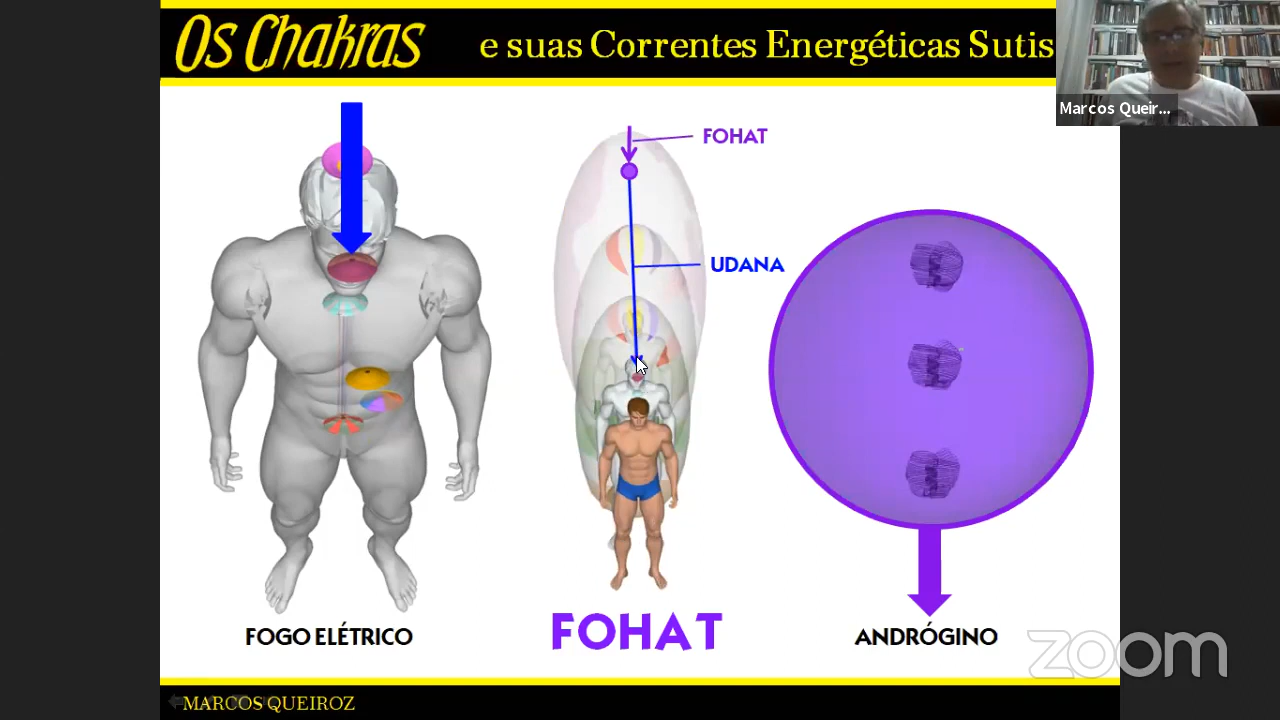 Os Chakras e suas Correntes Energéticas Sutis
Marcos Queir...
FOHAT
UDANA
FOGO ELÉTRICO
FOHAT
ANDRÓGINO
zoom
MARCOS QUEIROZ